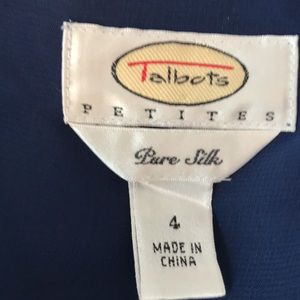 Talbots
PETITES
Pure Silk
4
MADE IN
CHINA